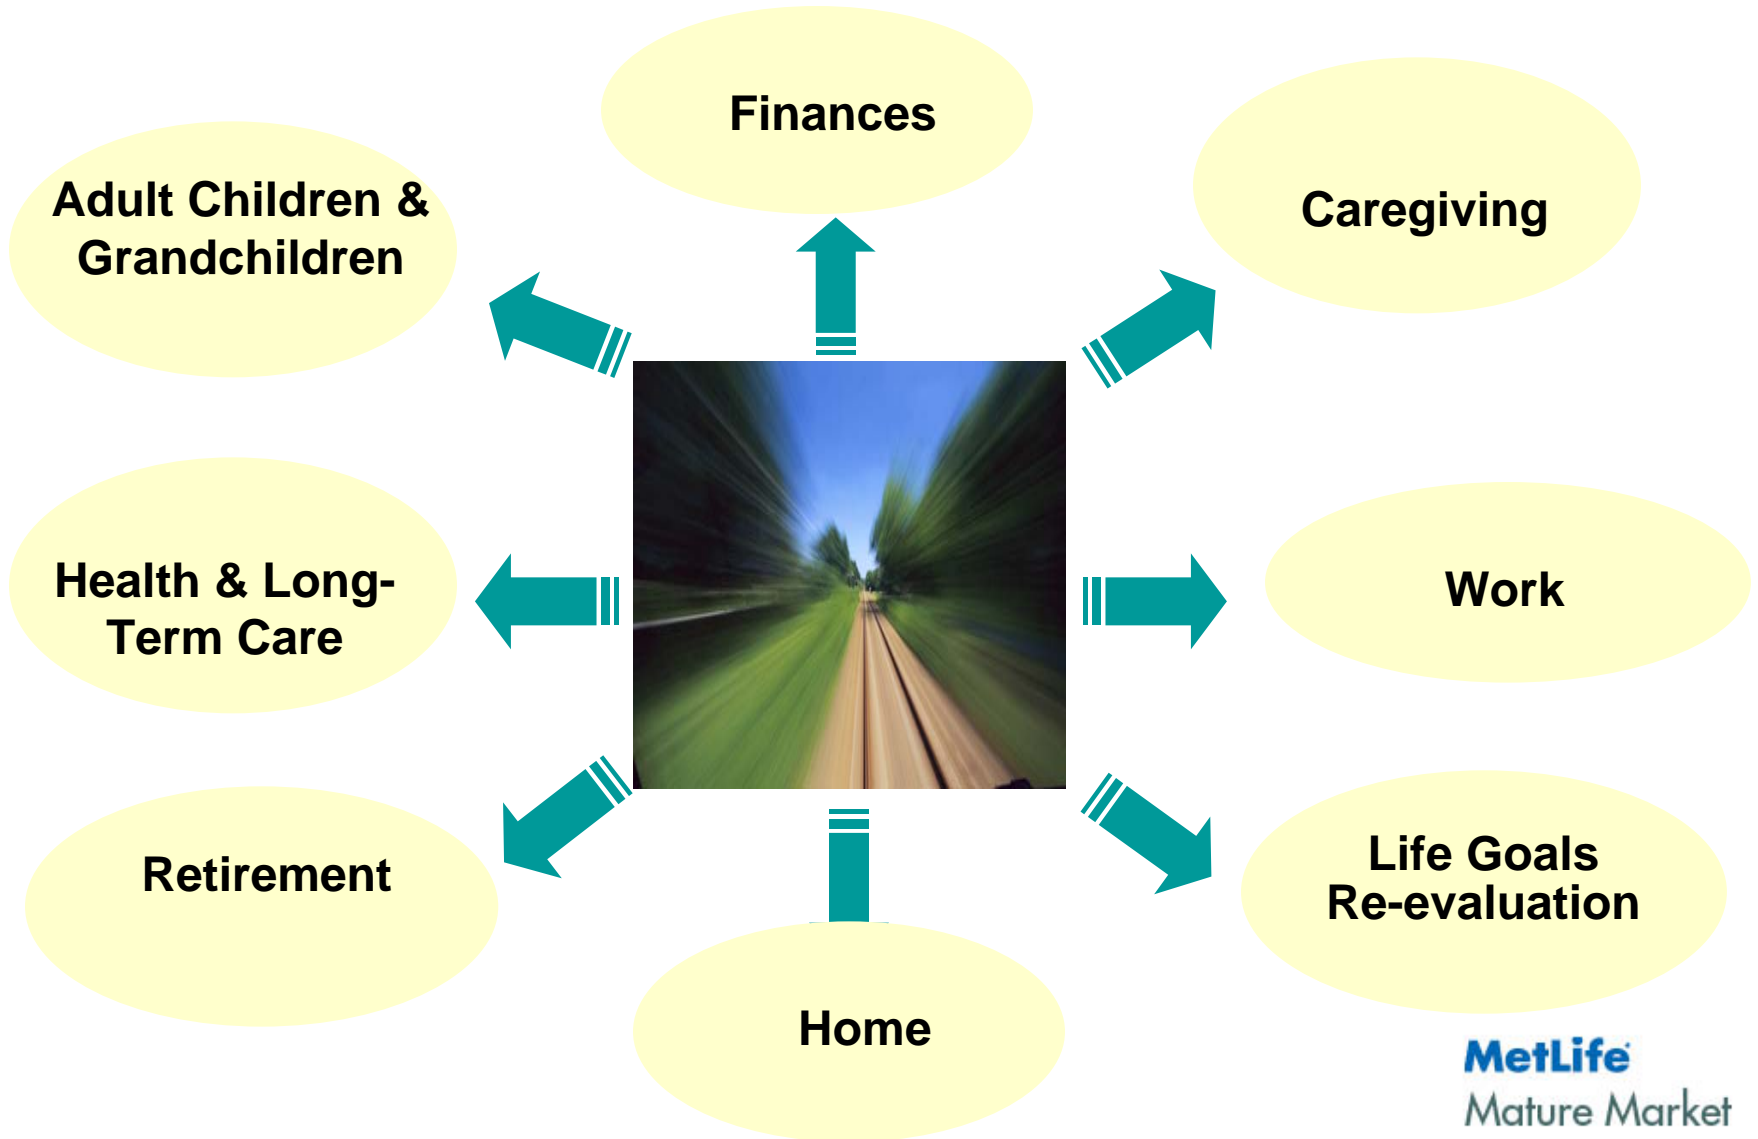 Finances
Adult Children &
Grandchildren
Caregiving
Health & Long-
Term Care
Work
Retirement
Life Goals
Re-evaluation
Home
MetLife
Mature Market